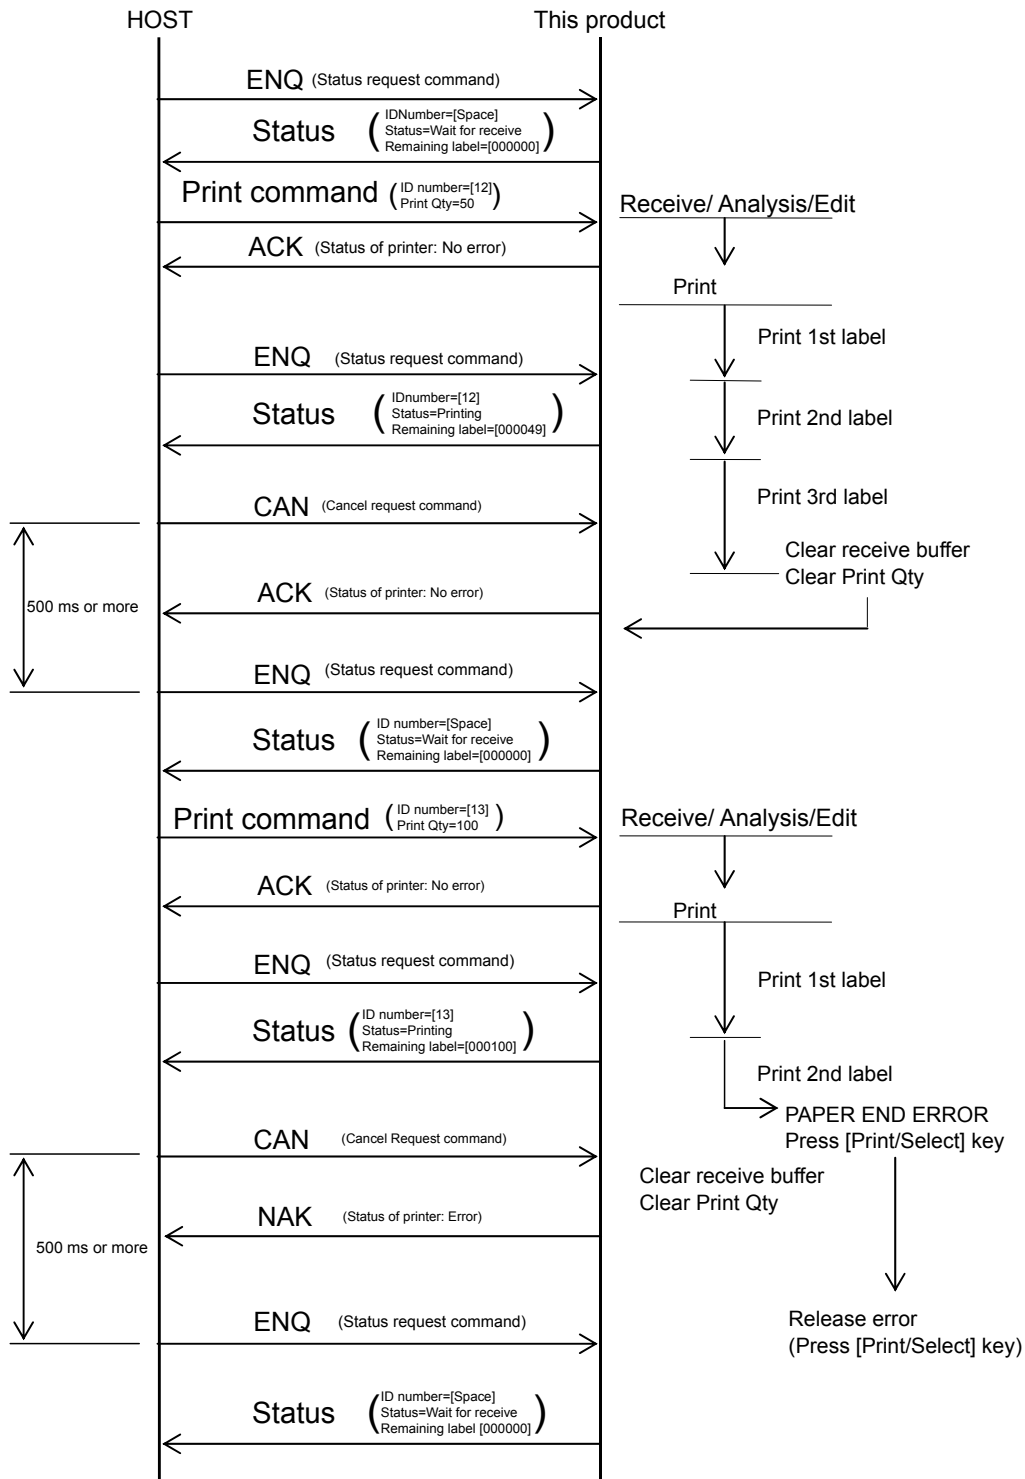 HOST
This product
ENQ (Status request command)
Status
IDNumber=[Space]
Status=Wait for receive
Remaining label=[000000]
Print command
ID number=[12]
Print Qty=50
Receive/ Analysis/Edit
ACK (Status of printer: No error)
Print
Print 1st label
ENQ (Status request command)
Status
IDnumber=[12]
Status=Printing
Remaining label=[000049]
Print 2nd label
Print 3rd label
CAN (Cancel request command)
Clear receive buffer
Clear Print Qty
500 ms or more
ACK (Status of printer: No error)
ENQ (Status request command)
Status
ID number=[Space]
Status=Wait for receive
Remaining label=[000000]
Print command
ID number=[13]
Print Qty=100
Receive/ Analysis/Edit
ACK (Status of printer: No error)
Print
ENQ (Status request command)
Print 1st label
Status
ID number=[13]
Status=Printing
Remaining label=[000100]
Print 2nd label
PAPER END ERROR
Press [Print/Select] key
CAN (Cancel Request command)
Clear receive buffer
Clear Print Qty
NAK (Status of printer: Error)
500 ms or more
ENQ (Status request command)
Release error
(Press [Print/Select] key)
Status
ID number=[Space]
Status=Wait for receive
Remaining label [000000]